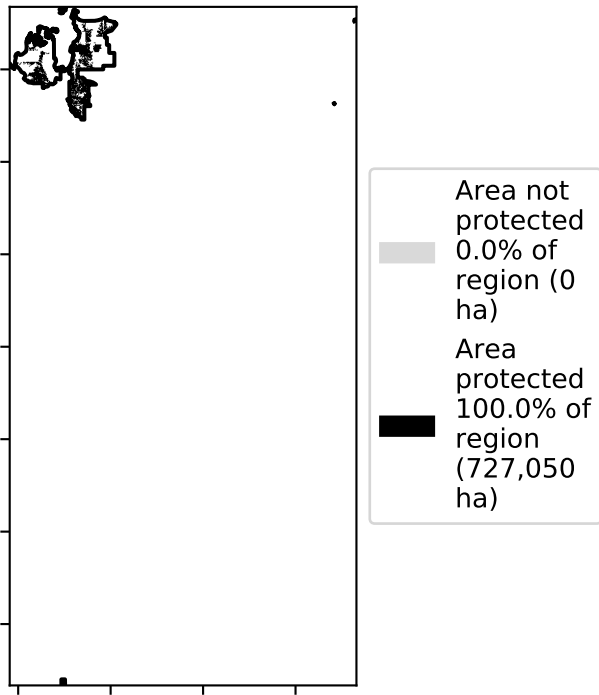 Area not
protected
0.0% of
region (0
ha)
Area
protected
100.0% of
region
(727,050
ha)